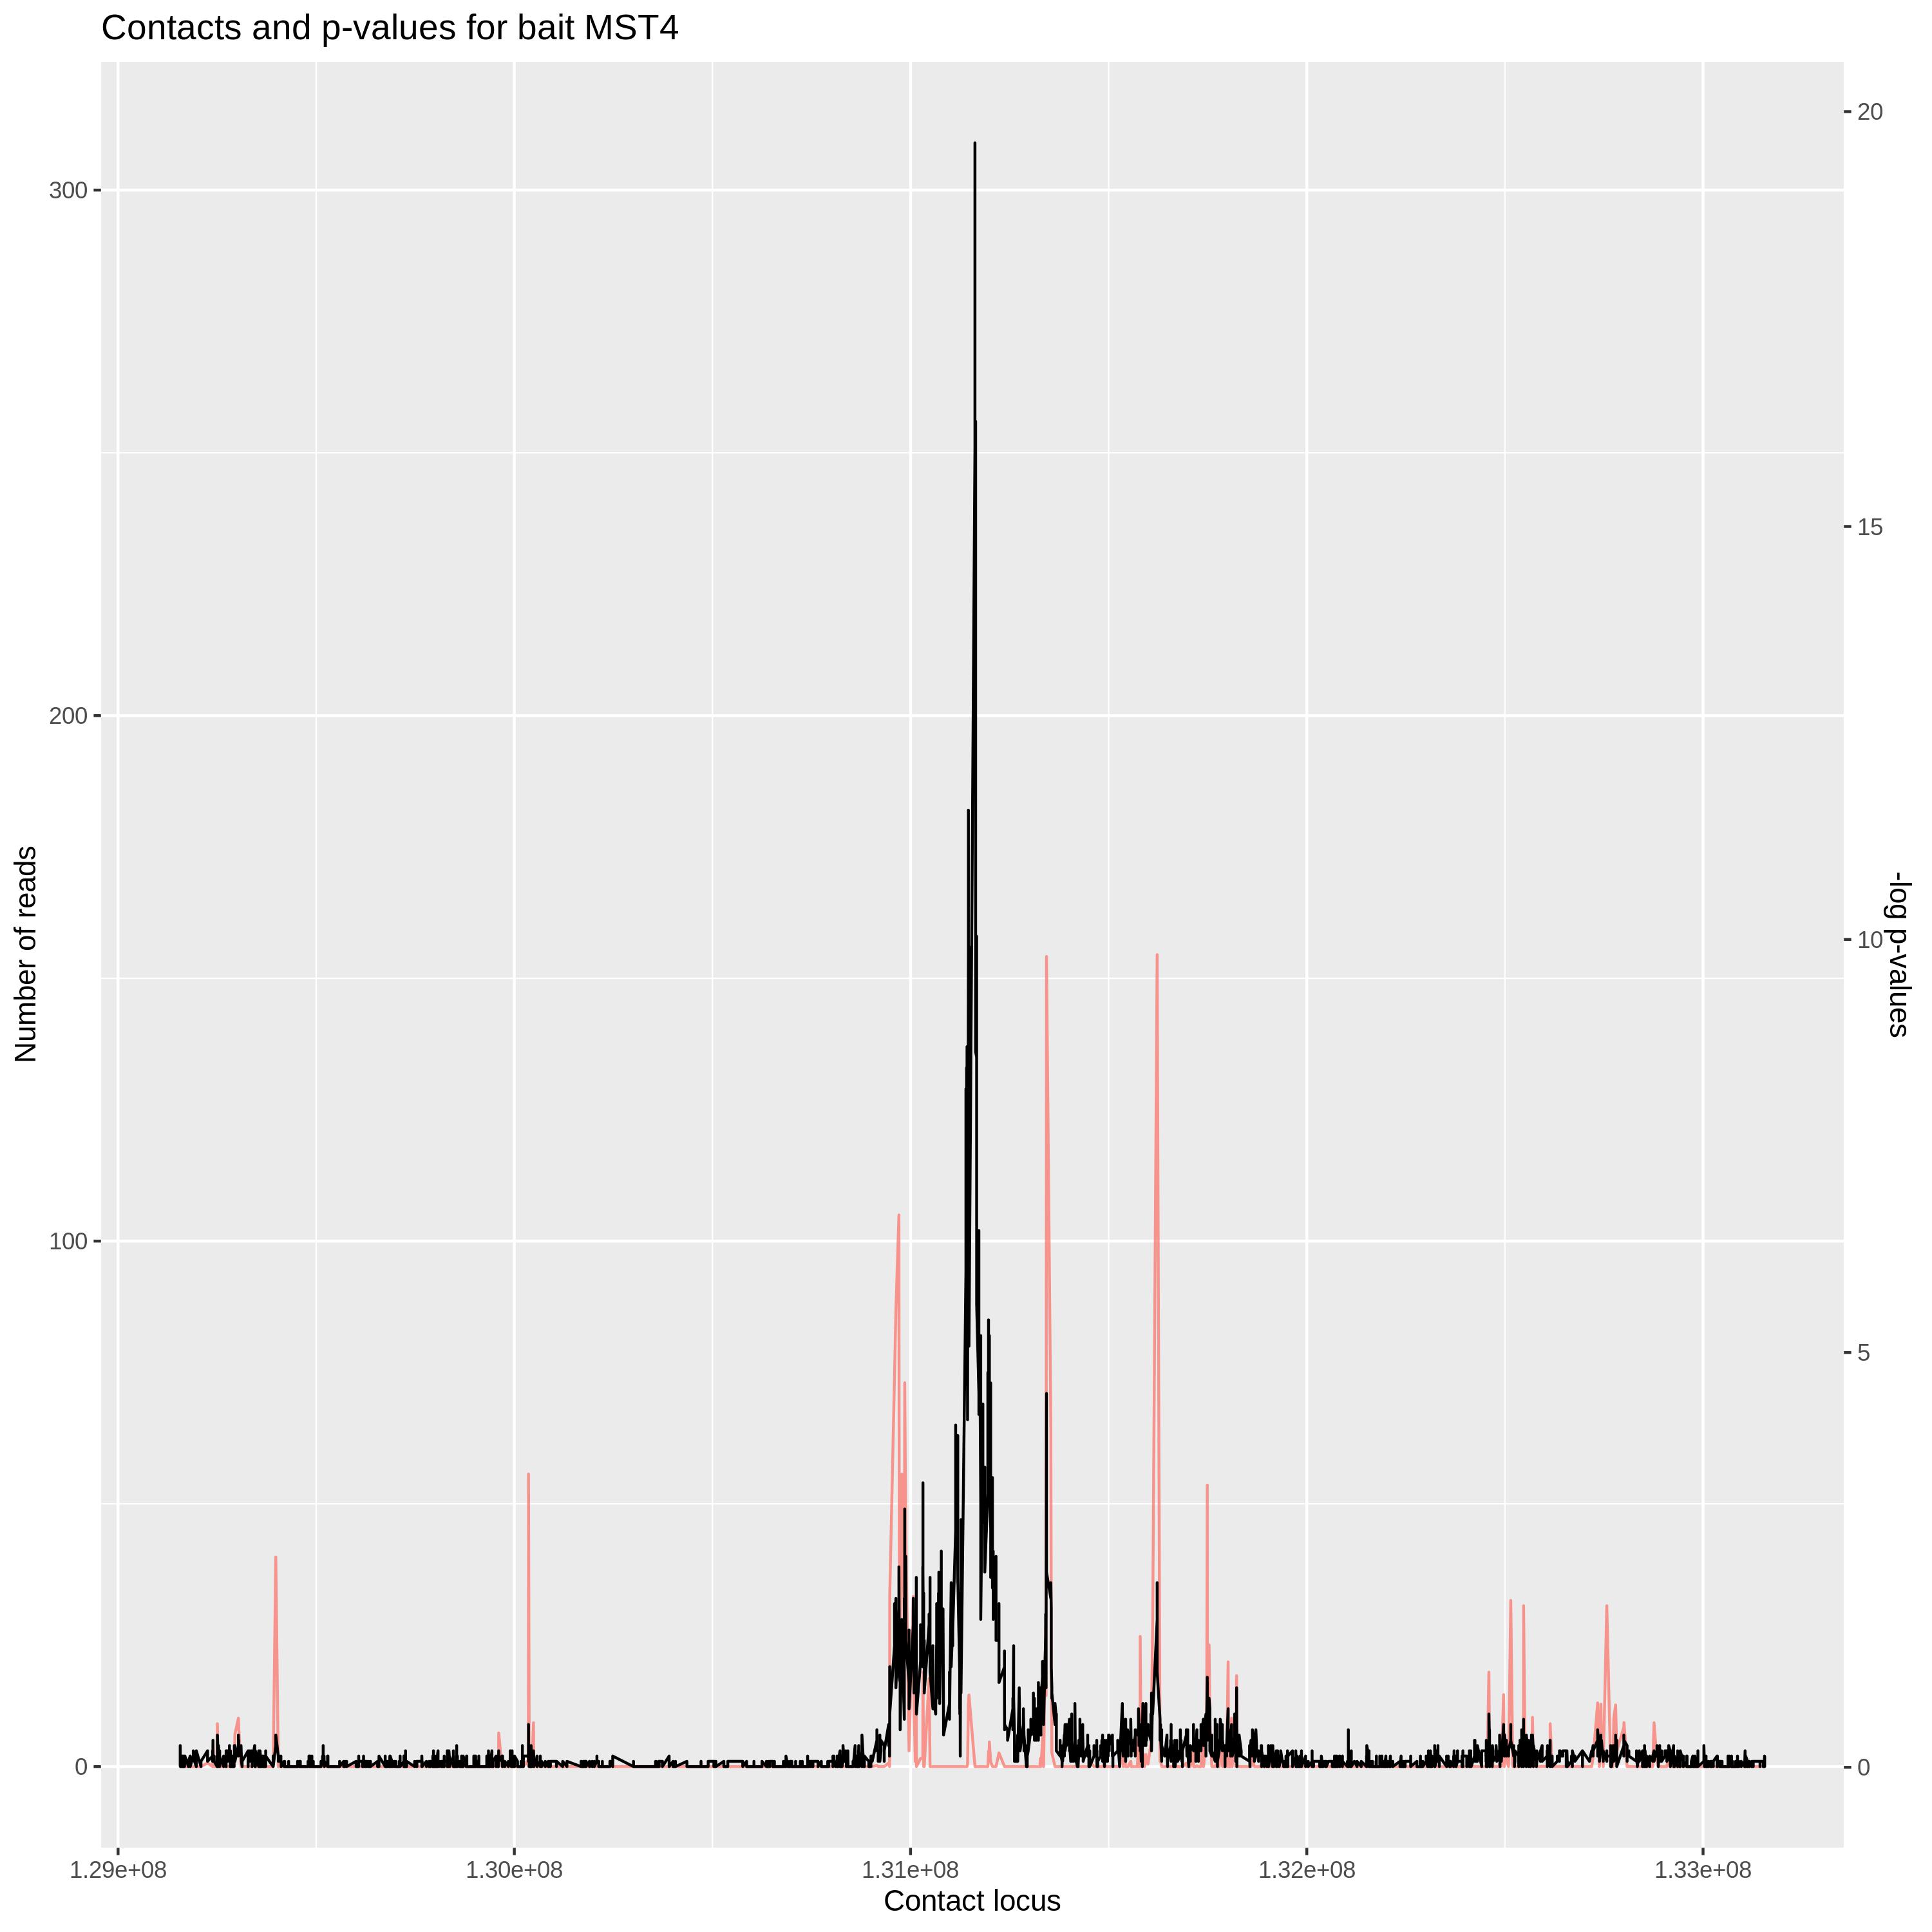 Contacts and p-values for bait MST4
300
200
100
0
Number of reads
20
15
10
5
0
-log p-values
1.29e+08
1.30e+08
1.31e+08
1.32e+08
1.33e+08
Contact locus